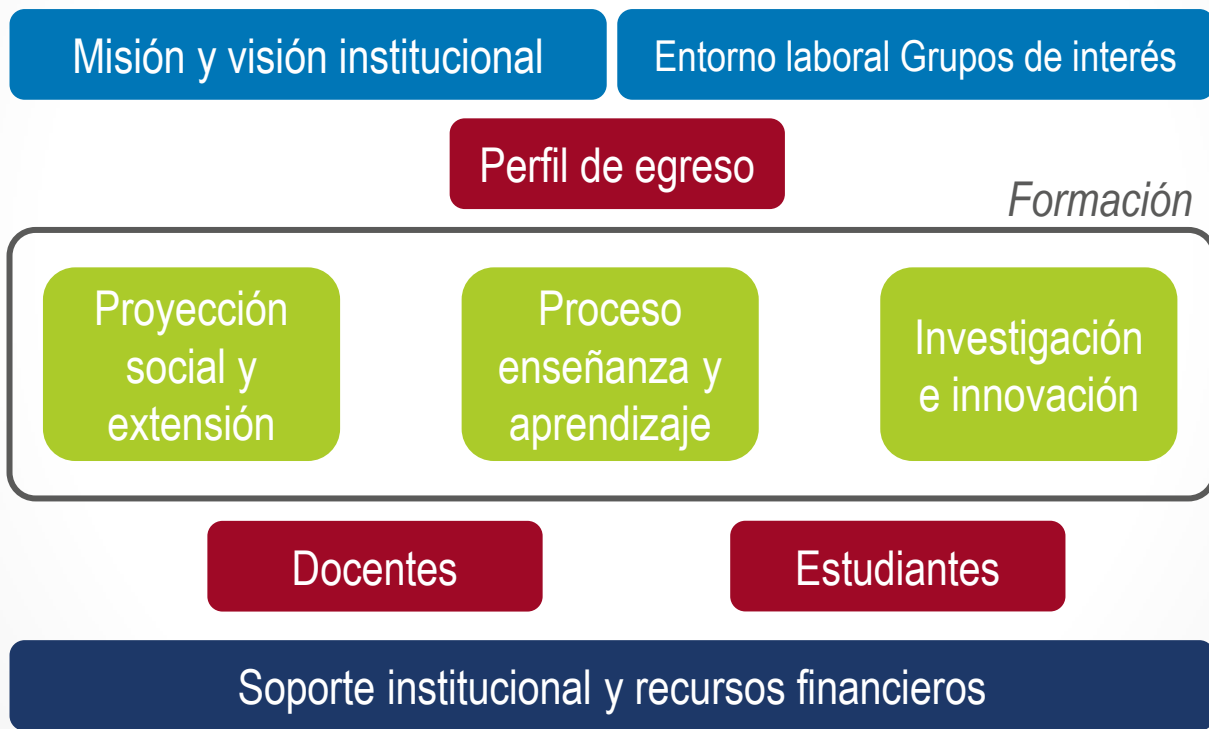 Misión y visión institucional
Entorno laboral Grupos de interés
Perfil de egreso
Formación
Proyección
social y
extensión
Proceso
enseñanza y
aprendizaje
Investigación
e innovación
Docentes
Estudiantes
Soporte institucional y recursos financieros